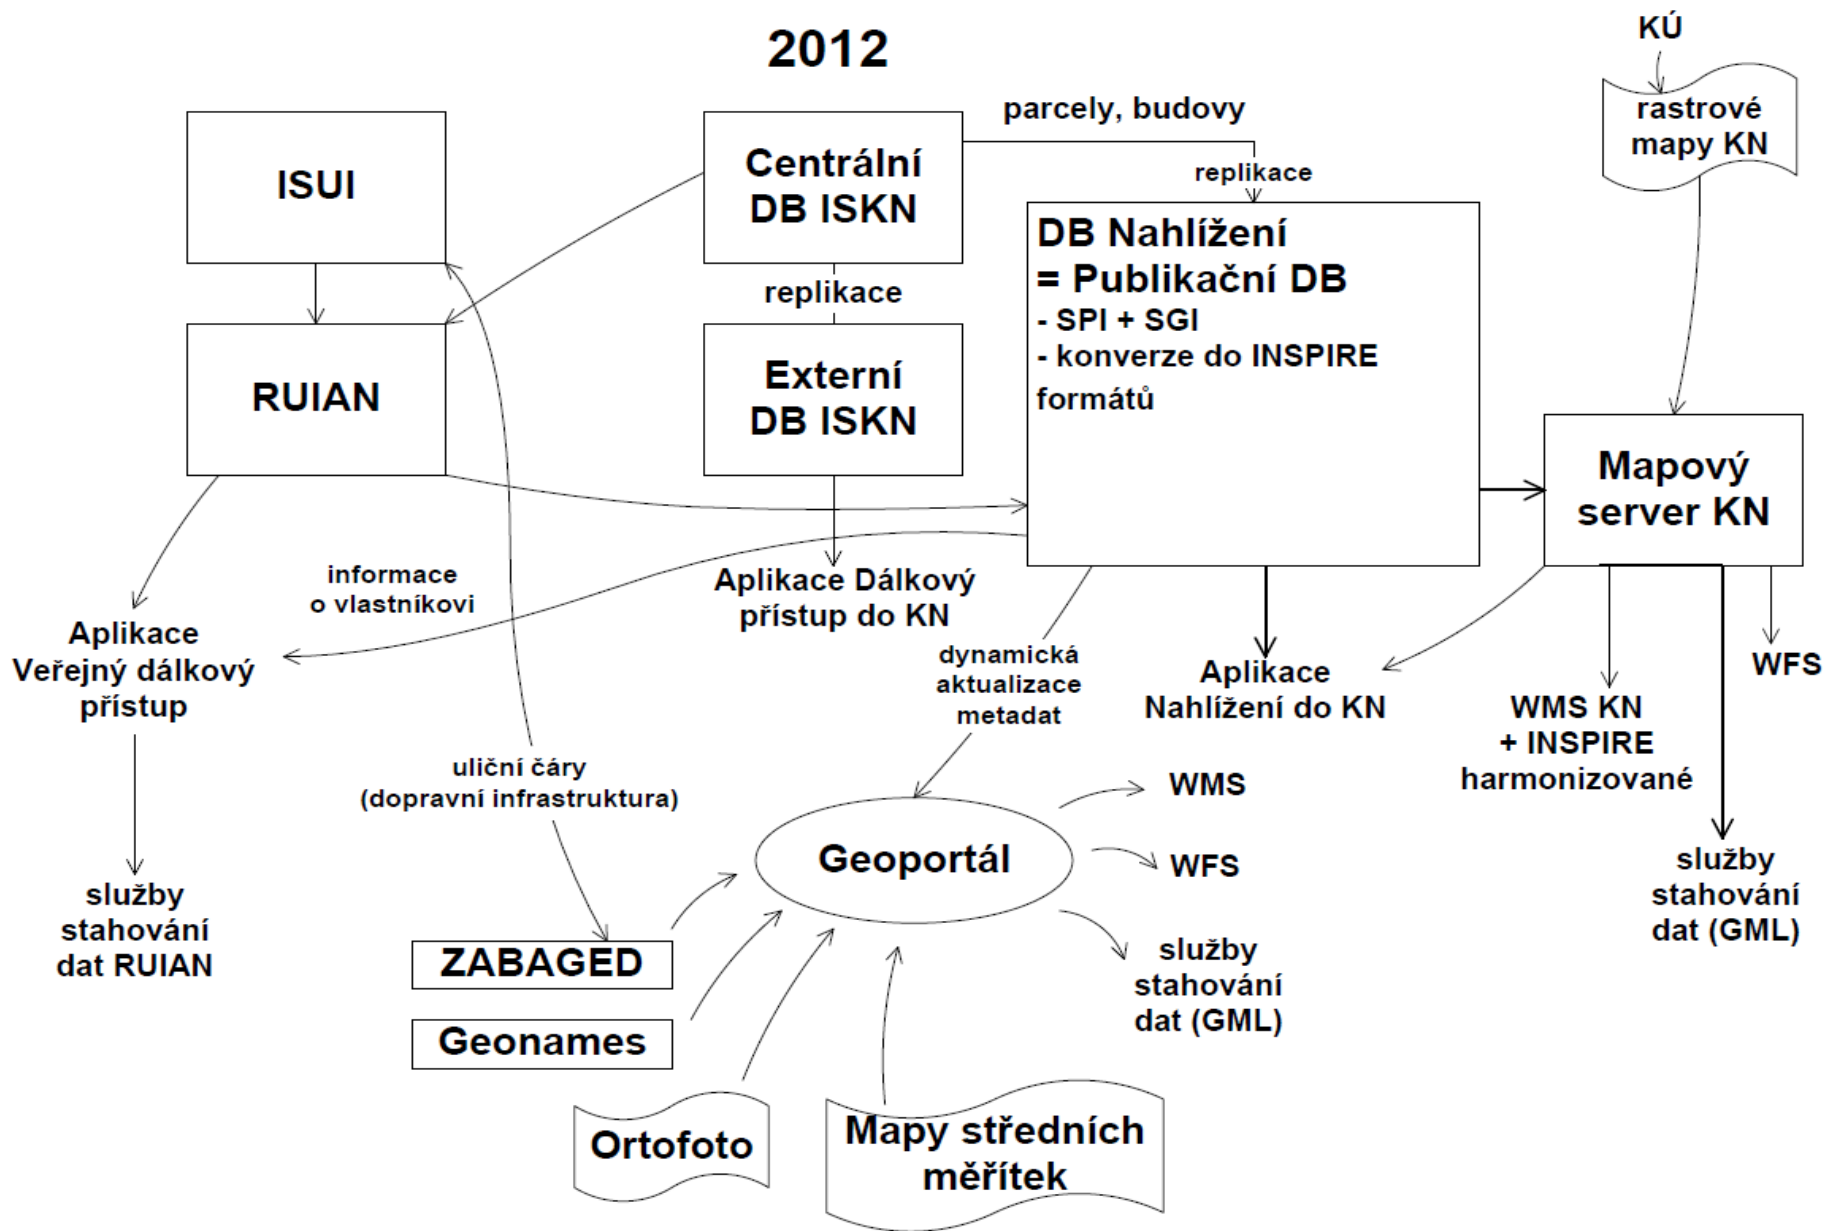 2012
KÚ
rastrové
mapy KN
parcely, budovy
replikace
ISUI
Centrální
DB ISKN
replikace
DB Nahlížení
= Publikační DB
- SPI + SGI
- konverze do INSPIRE
formátů
RUIAN
Externí
DB ISKN
Mapový
server KN
informace
o vlastníkovi
Aplikace Dálkový
přístup do KN
Aplikace
Veřejný dálkový
přístup
dynamická
aktualizace
metadat
Aplikace
Nahlížení do KN
WMS KN
+ INSPIRE
harmonizované
WFS
uliční čáry
(dopravní infrastruktura)
WMS
Geoportál
WFS
služby
stahování
dat (GML)
služby
stahování
dat RUIAN
ZABAGED
služby
stahování
dat (GML)
Geonames
Ortofoto
Mapy středních
měřítek